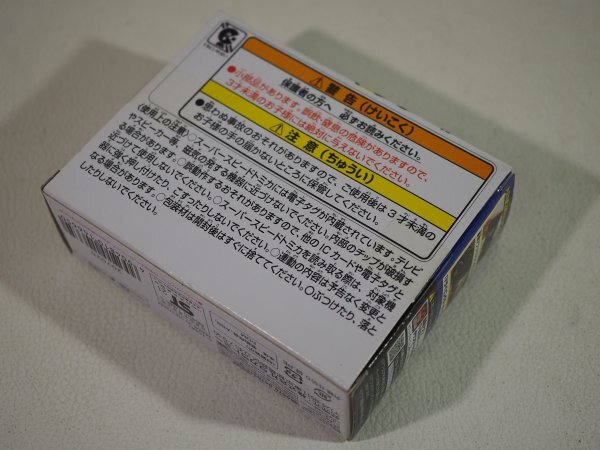 警告(けいこく)
保護者の方へ 必ずお読みください。
●小部品があります。誤飲・窒息の危険がありますので、
3才未満のお子様には絶対に与えないでください。
注意(ちゅうい)
●思わぬ事故のおそれがありますので、ご使用後は3才未満の
お子様の手の届かないところに保管してください。
〈使用上の注意〉○スーパースピードトミカには電子タグが内蔵されています。テレビ
やスピーカー等、磁気の発する機器に近づけないでください。内部のチップが破損す
る場合があります。○誤動作するおそれがありますので、他のICカードや電子タグと
近づけて使用しないでください。○スーパースピードトミカを読み取る際は、対象機
器に強く押し付けたり、こすったりしないでください。○連動の内容は予告なく変更と
なる場合があります。○包装材は開封後はすぐに捨ててください。○ぶつけたり、落と
したりしないでください。
ST